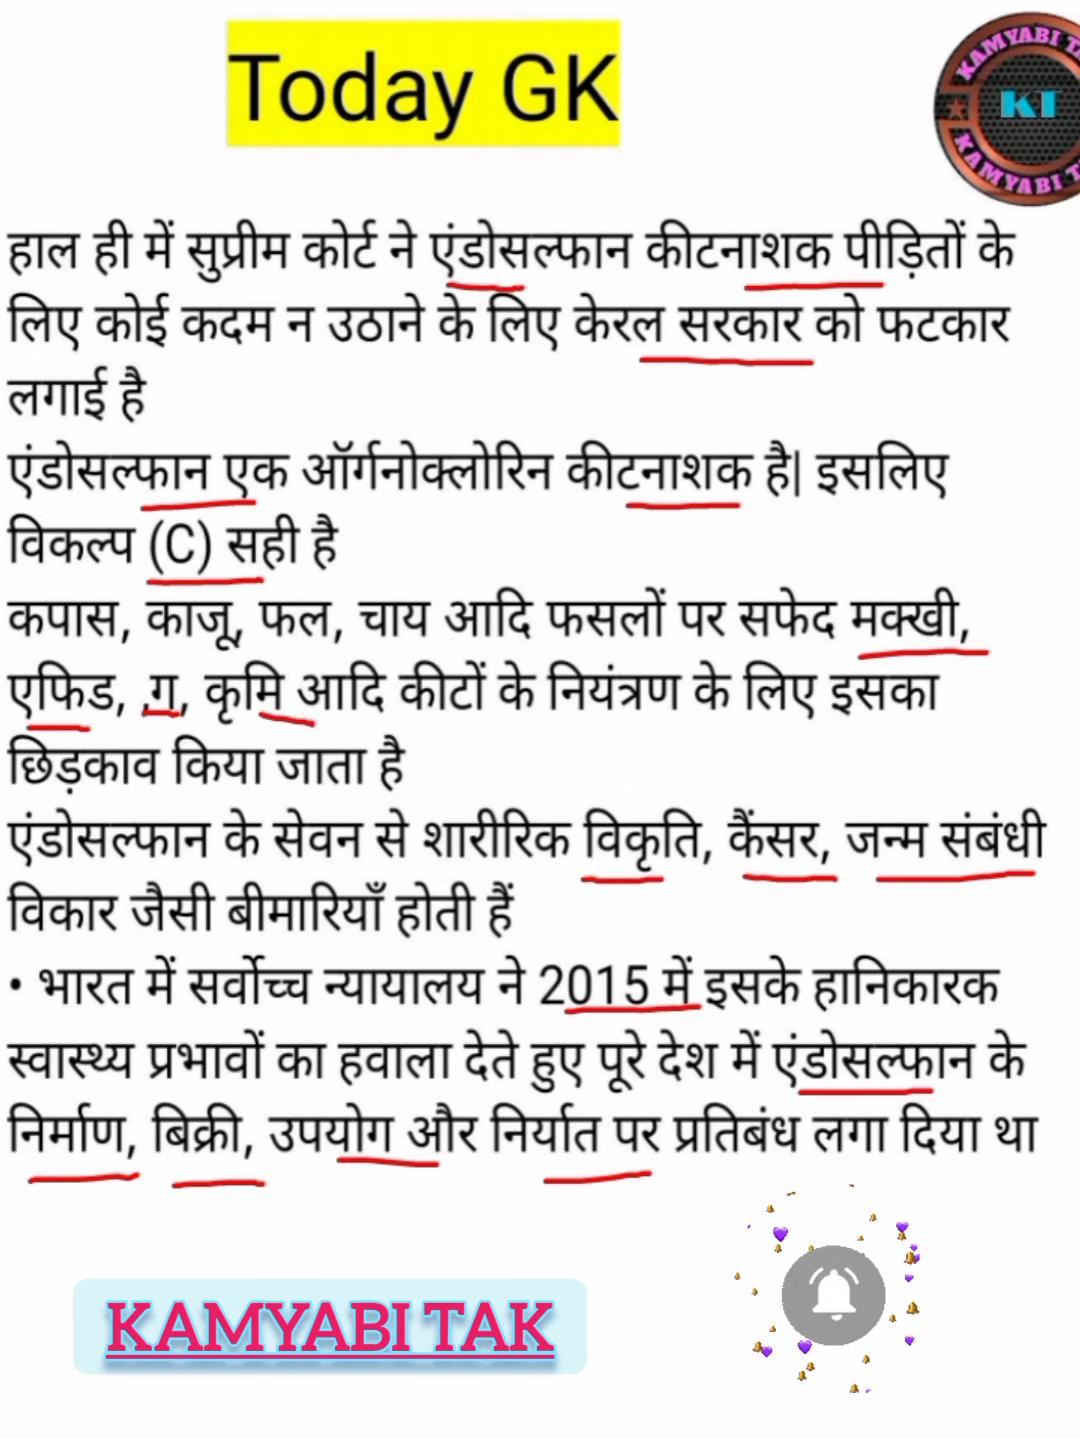 Today GK
KAMYABI
KI
KAMYABI T
हाल ही में सुप्रीम कोर्ट ने एंडोसल्फान कीटनाशक पीड़ितों के
लिए कोई कदम न उठाने के लिए केरल सरकार को फटकार
लगाई है
एंडोसल्फान एक ऑर्गनोक्लोरिन कीटनाशक है| इसलिए
विकल्प (C) सही है
कपास, काजू, फल, चाय आदि फसलों पर सफेद मक्खी,
एफिड, .ग, कृमि आदि कीटों के नियंत्रण के लिए इसका
छिड़काव किया जाता है
एंडोसल्फान के सेवन से शारीरिक विकृति, कैंसर, जन्म संबंधी
विकार जैसी बीमारियाँ होती हैं
• भारत में सर्वोच्च न्यायालय ने 2015 में इसके हानिकारक
स्वास्थ्य प्रभावों का हवाला देते हुए पूरे देश में एंडोसल्फान के
निर्माण, बिक्री, उपयोग और निर्यात पर प्रतिबंध लगा दिया था
KAMYABI TAK